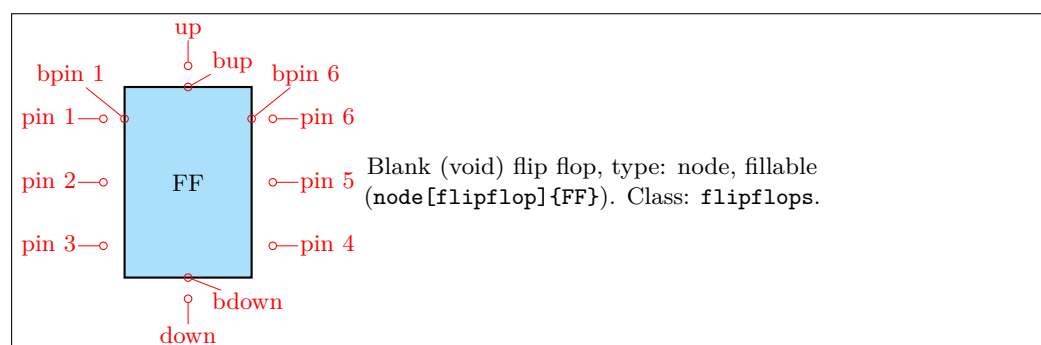 up
bup
bpin 1
bpin 6
pin 1
pin 6
pin 2
FF
pin 5
Blank (void) flip flop, type: node, fillable
(node[flipflop]{FF}). Class: flipflops.
pin 3
pin 4
bdown
down